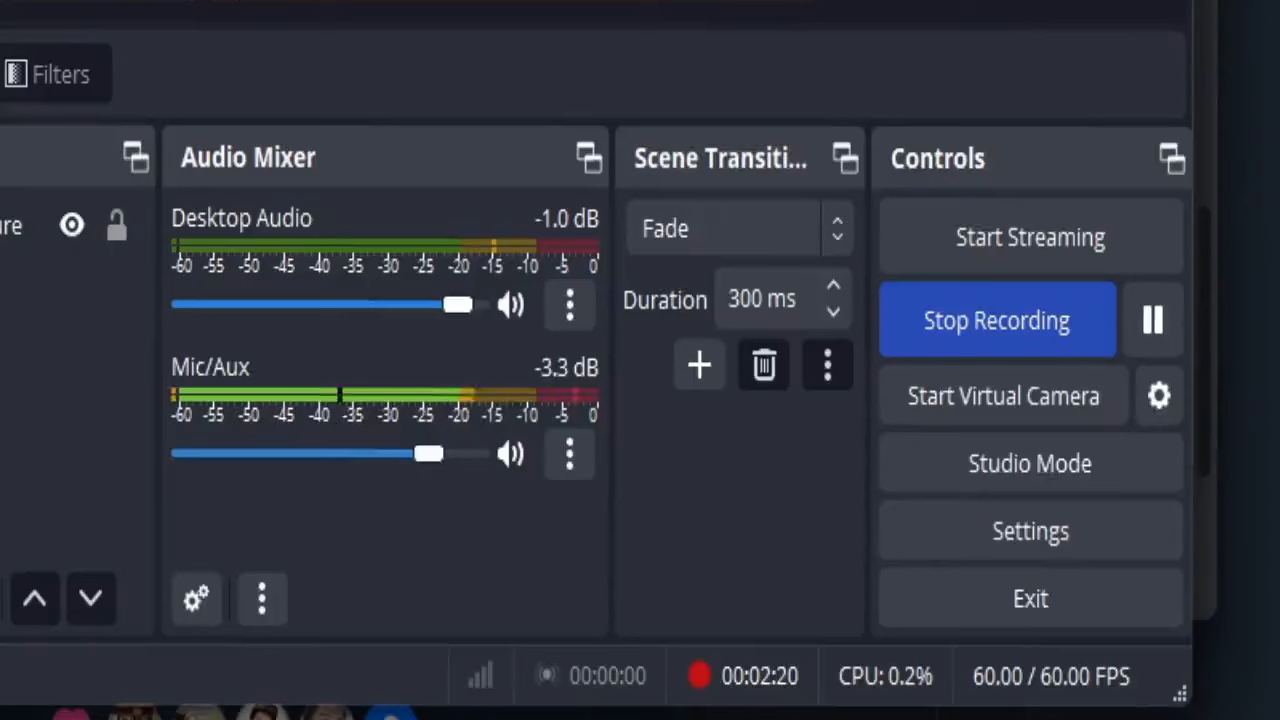 Filters
Audio Mixer
Scene Transiti...
Controls
re
Desktop Audio
-1.0 dB
-60 -55 -50 -45 -40 -35 -30 -25 -20 -15 -10 -5 0
Mic/Aux
-3.3 dB
-60 -55 -50 -45 -40 -35 -30 -25 -20 -15 -10 -5 0
Fade
Duration
300 ms
Start Streaming
Stop Recording
Start Virtual Camera
Studio Mode
Settings
Exit
00:00:00
00:02:20
CPU: 0.2%
60.00 / 60.00 FPS